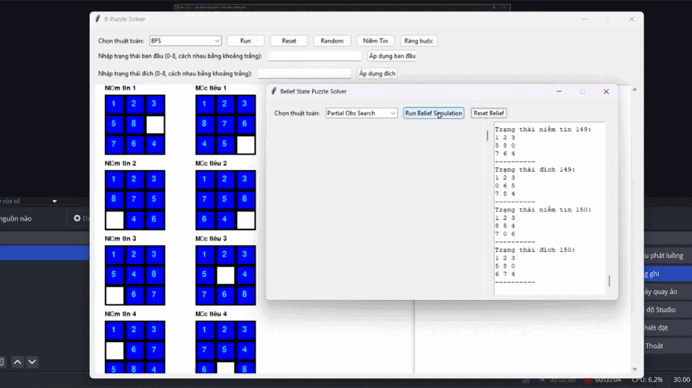 8-Puzzle Solver
Chọn thuật toán: BFS Run Reset Random Niềm Tin Ràng buộc
Nhập trạng thái ban đầu (0-8, cách nhau bằng khoảng trắng): Áp dụng ban đầu
Nhập trạng thái đích (0-8, cách nhau bằng khoảng trắng): Áp dụng đích
tin 1 tiêu 1
1 2 3 1 2 3
5 8 8 7 6
7 6 4 4 5
tin 2 tiêu 2
1 2 3 1 2 3
8 7 5 7 5 8
4 6 6 4
tin 3 tiêu 3
1 2 3 1 2 3
5 4 8 5 4
6 7 6 7 8
tin 4 tiêu 4
1 2 3 1 2 3
6 7 7 5 4
5 8 4 6 8
Belief State Puzzle Solver
Chọn thuật toán: Partial Obs Search Run Belief Simulation Reset Belief
Trạng thái niềm tin 149:
1 2 3
5 8 0
7 6 4
----------
Trạng thái đích 149:
1 2 3
0 6 5
7 8 4
----------
Trạng thái niềm tin 150:
1 2 3
8 5 4
7 0 6
----------
Trạng thái đích 150:
1 2 3
5 8 0
6 7 4
----------
nguồn nào
u phát luồng
ng ghi
áy quay ảo
độ Studio
Thoát
00:00:00
00:00:04
CPU: 6.2%
30.00